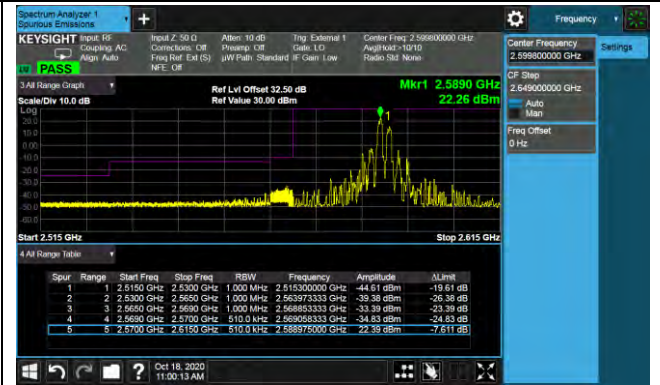 Spectrum Analyzer 1
Spurious Emissions
Frequency
KEYSIGHT Input: RF
Coupling: AC
Align: Auto
Input Z: 50 Ω
Corrections: Off
Freq Ref: Ext (S)
NFE: Off
Atten: 10 dB
Preamp: Off
µW Path: Standard
Trig: External 1
Gate: LO
IF Gain: Low
Center Freq: 2.599800000 GHz
Avg|Hold:>10/10
Radio Std: None
PASS
Center Frequency
2.599800000 GHz
Settings
CF Step
2.649000000 GHz
Auto
Man
Freq Offset
0 Hz
3 All Range Graph
Scale/Div 10.0 dB
Ref Lvl Offset 32.50 dB
Ref Value 30.00 dBm
Mkr1 2.5890 GHz
22.26 dBm
Log
20.0
10.0
0.00
-10.0
-20.0
-30.0
-40.0
-50.0
-60.0
1
Start 2.515 GHz
Stop 2.615 GHz
4 All Range Table
Spur Range Start Freq Stop Freq RBW Frequency Amplitude ΔLimit
1 1 2.5150 GHz 2.5300 GHz 1.000 MHz 2.515300000 GHz -44.61 dBm -19.61 dB
2 2 2.5300 GHz 2.5650 GHz 1.000 MHz 2.563973333 GHz -39.38 dBm -26.38 dB
3 3 2.5650 GHz 2.5690 GHz 1.000 MHz 2.568853333 GHz -33.39 dBm -23.39 dB
4 4 2.5690 GHz 2.5700 GHz 510.0 kHz 2.569058333 GHz -34.83 dBm -24.83 dB
5 5 2.5700 GHz 2.6150 GHz 510.0 kHz 2.588975000 GHz 22.39 dBm -7.611 dB
Oct 18, 2020
11:00:13 AM